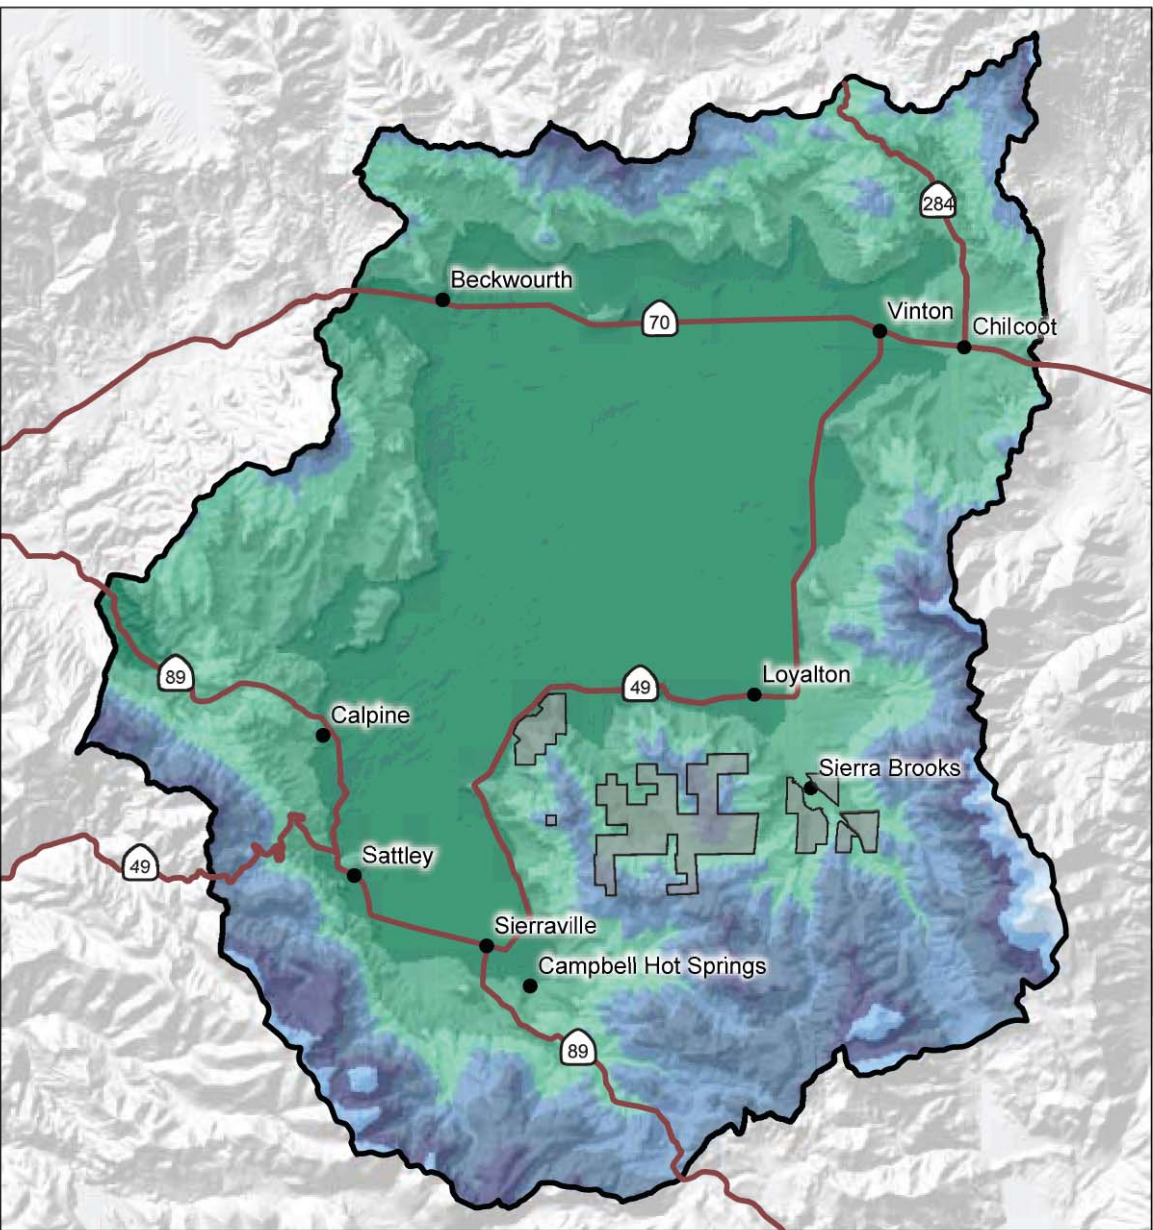 284
Beckwourth
70
Vinton
Chilcoot
89
Calpine
49
Loyalton
Sierra Brooks
49
Sattley
Sierraville
Campbell Hot Springs
89